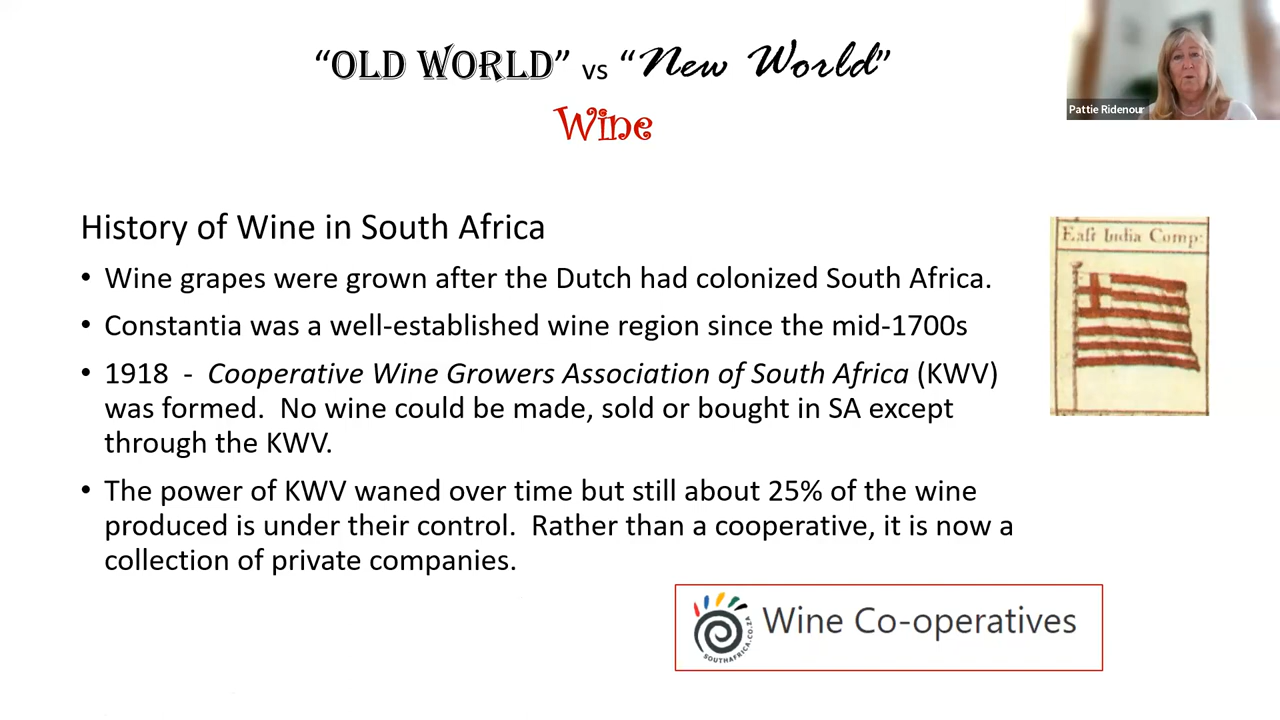 “OLD WORLD” vs “New World”
Wine
Pattie Ridenour
History of Wine in South Africa
East India Comp:
• Wine grapes were grown after the Dutch had colonized South Africa.
• Constantia was a well-established wine region since the mid-1700s
• 1918 - Cooperative Wine Growers Association of South Africa (KWV)
was formed. No wine could be made, sold or bought in SA except
through the KWV.
• The power of KWV waned over time but still about 25% of the wine
produced is under their control. Rather than a cooperative, it is now a
collection of private companies.
Wine Co-operatives
SOUTHAFRICA.CO.ZA